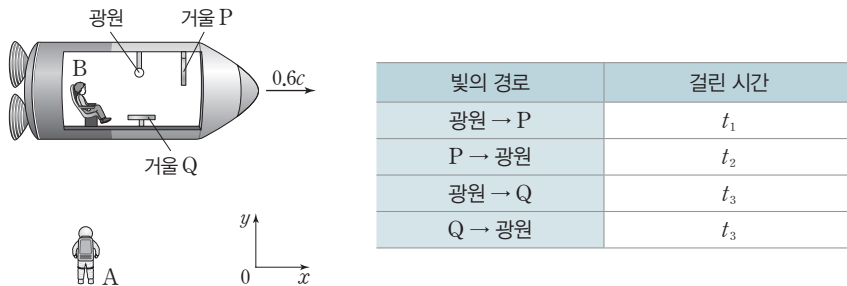 광원 거울 P
B
0.6c
거울 Q
y
A
0 x
빛의 경로 걸린 시간
광원 → P t₁
P → 광원 t₂
광원 → Q t₃
Q → 광원 t₃